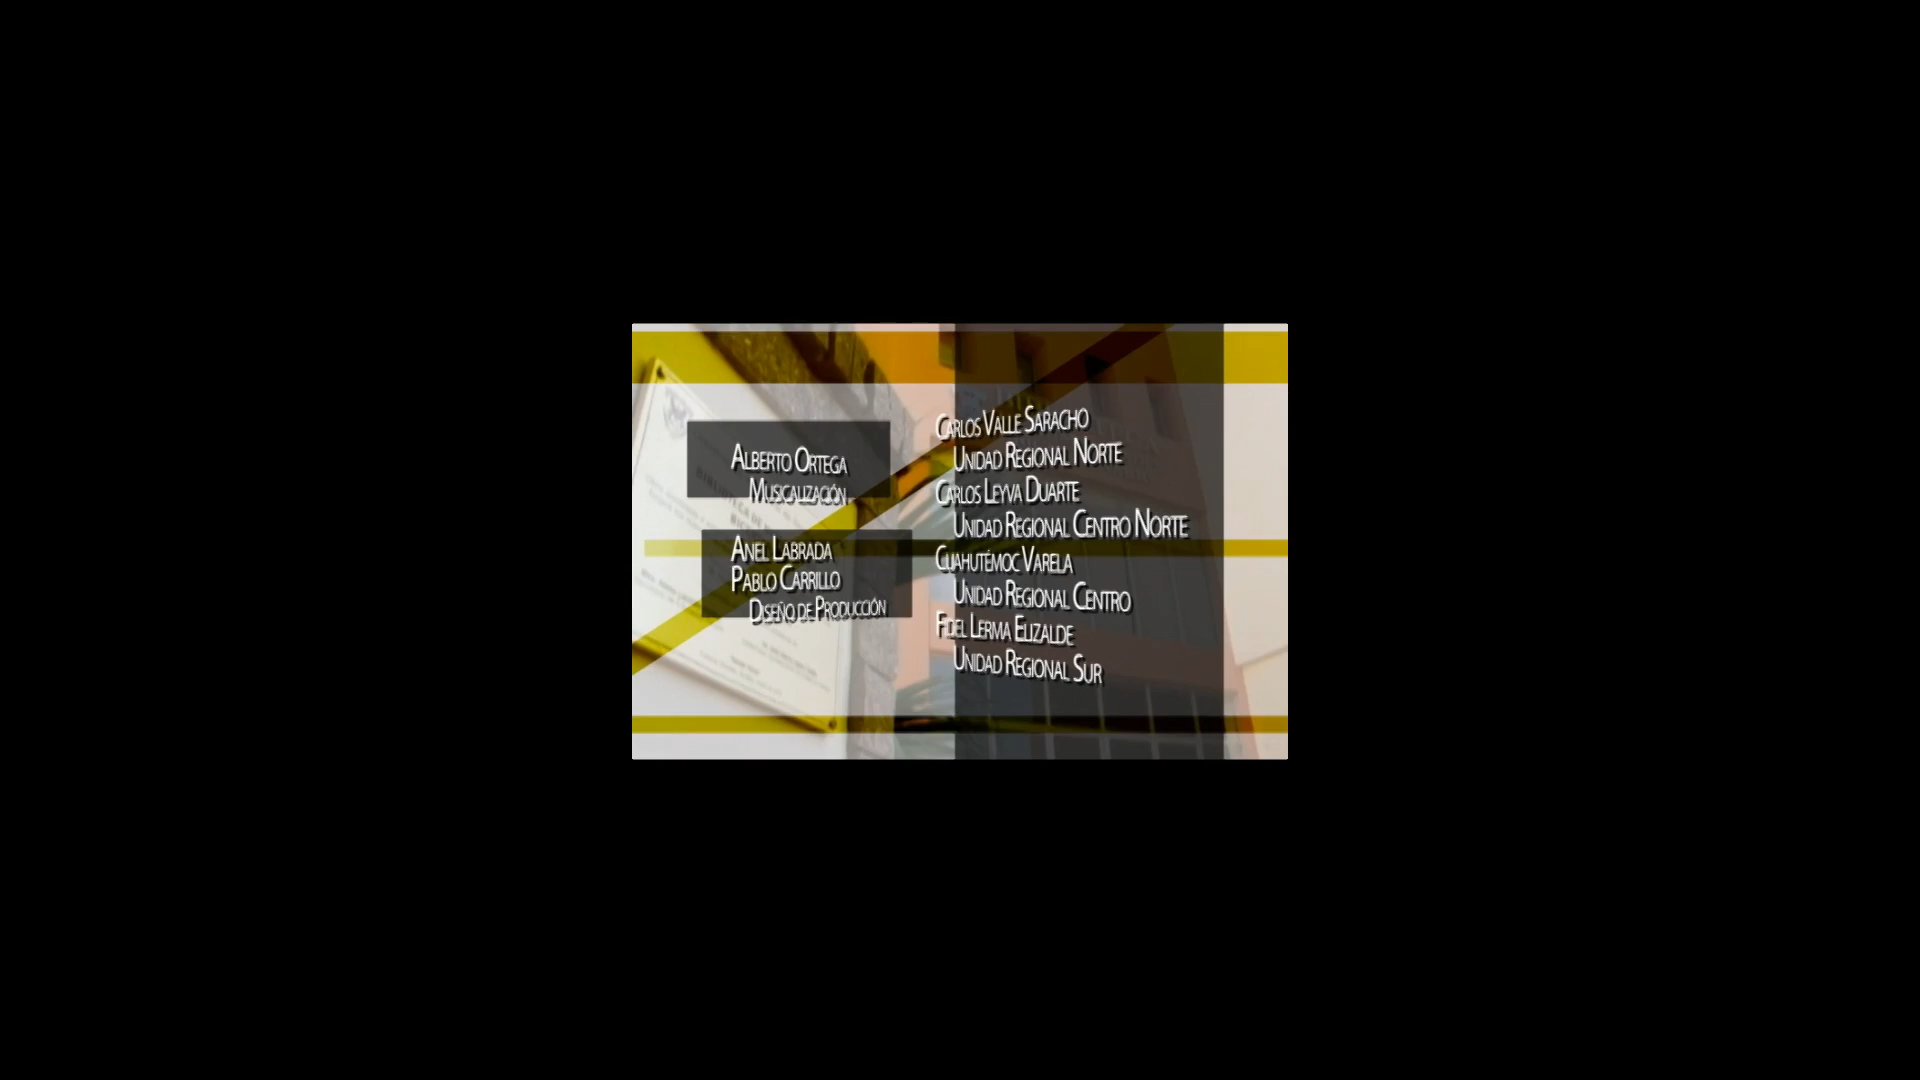 Alberto Ortega
Musicalización
Anel Labrada
Pablo Carrillo
Diseño de Producción
Carlos Valle Saracho
Unidad Regional Norte
Carlos Leyva Duarte
Unidad Regional Centro Norte
Cuahutémoc Varela
Unidad Regional Centro
Fidel Lerma Elizalde
Unidad Regional Sur